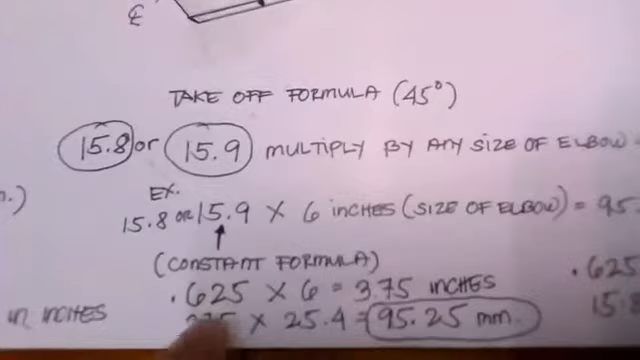 TAKE OFF FORMULA (45°)
15.8 or 15.9 MULTIPLY BY ANY SIZE OF ELBOW
EX.
15.8 OR 15.9 X 6 INCHES (SIZE OF ELBOW) = 95.
(CONSTANT FORMULA)
.625 X 6 = 3.75 INCHES
X 25.4 = 95.25 mm.
.)
IN INCHES
.625
15.8